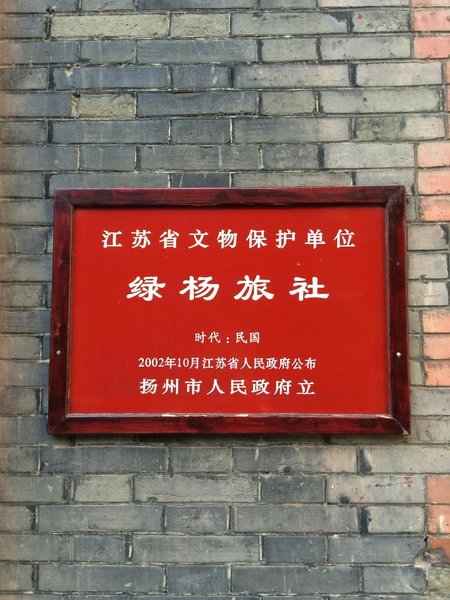 江苏省文物保护单位
绿杨旅社
时代：民国
2002年10月江苏省人民政府公布
扬州市人民政府立